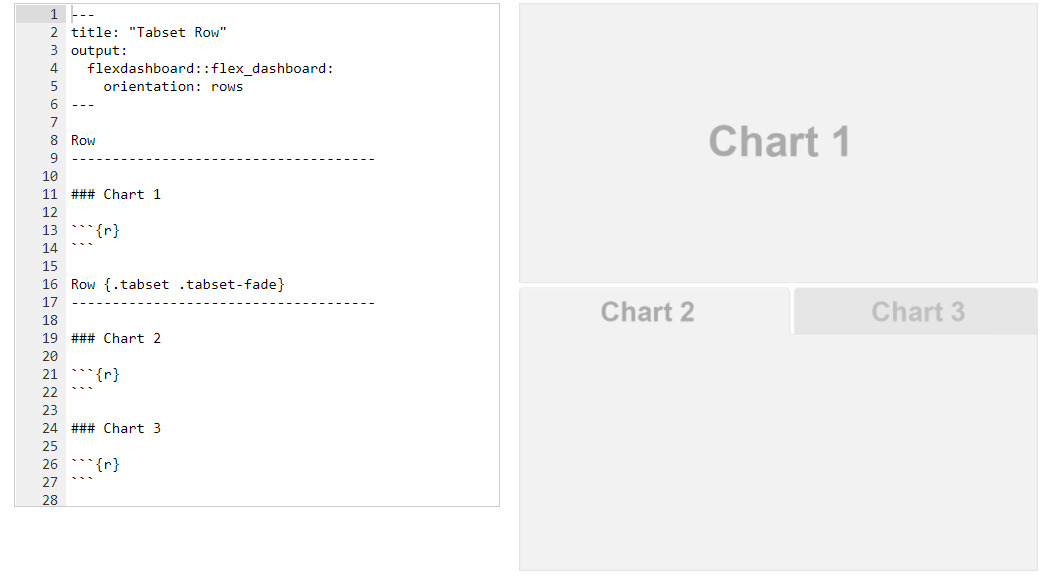 1 ---
2 title: "Tabset Row"
3 output:
4   flexdashboard::flex_dashboard:
5     orientation: rows
6 ---
7
8 Row
9 -------------------------------------
10
11 ### Chart 1
12
13 ```{r}
14 ```
15
16 Row {.tabset .tabset-fade}
17 -------------------------------------
18
19 ### Chart 2
20
21 ```{r}
22 ```
23
24 ### Chart 3
25
26 ```{r}
27 ```
28
Chart 1
Chart 2 Chart 3